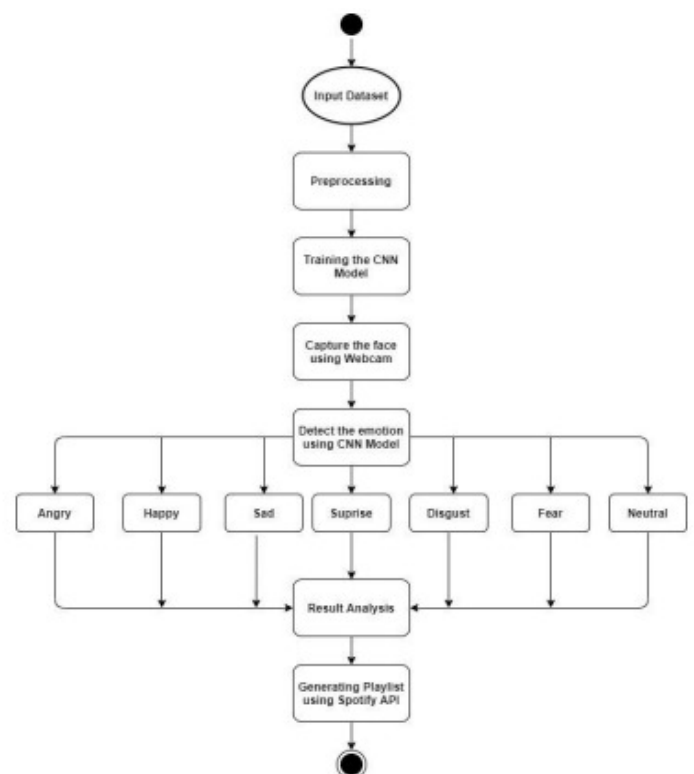 Input Dataset
Preprocessing
Training the CNN
Model
Capture the face
using Webcam
Detect the emotion
using CNN Model
Angry
Happy
Sad
Suprise
Disgust
Fear
Neutral
Result Analysis
Generating Playlist
using Spotify API